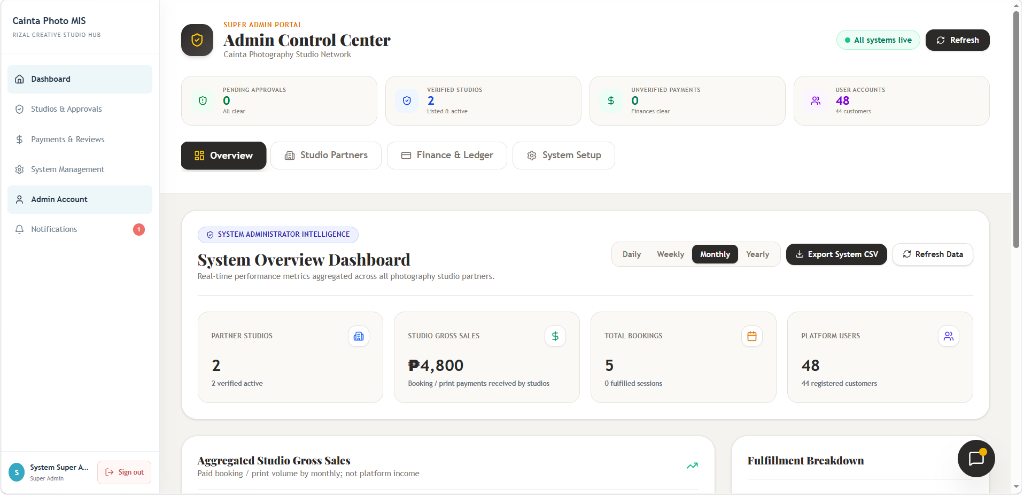 Cainta Photo MIS
RIZAL CREATIVE STUDIO HUB
Dashboard
Studios & Approvals
Payments & Reviews
System Management
Admin Account
Notifications
System Super A...
Super Admin
S
Sign out
SUPER ADMIN PORTAL
Admin Control Center
Cainta Photography Studio Network
All systems live
Refresh
PENDING APPROVALS
0
All clear
VERIFIED STUDIOS
2
Listed & active
UNVERIFIED PAYMENTS
0
Finances clear
USER ACCOUNTS
48
44 customers
Overview
Studio Partners
Finance & Ledger
System Setup
SYSTEM ADMINISTRATOR INTELLIGENCE
System Overview Dashboard
Real-time performance metrics aggregated across all photography studio partners.
Daily
Weekly
Monthly
Yearly
Export System CSV
Refresh Data
PARTNER STUDIOS
2
2 verified active
STUDIO GROSS SALES
₱4,800
Booking / print payments received by studios
TOTAL BOOKINGS
5
0 fulfilled sessions
PLATFORM USERS
48
44 registered customers
Aggregated Studio Gross Sales
Paid booking / print volume by monthly; not platform income
Fulfillment Breakdown